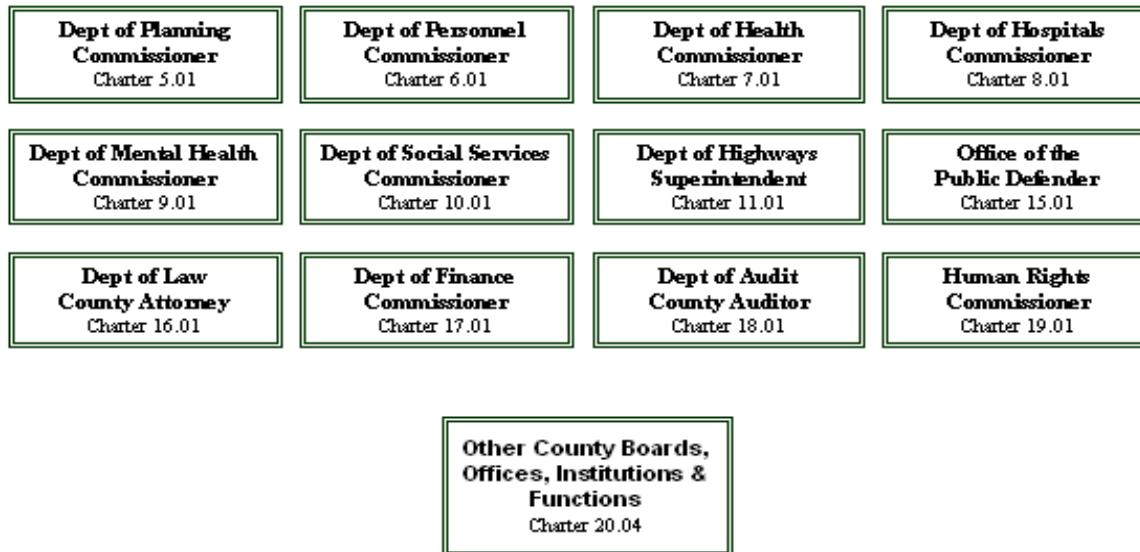 Dept of Planning
Commissioner
Charter 5.01
Dept of Personnel
Commissioner
Charter 6.01
Dept of Health
Commissioner
Charter 7.01
Dept of Hospitals
Commissioner
Charter 8.01
Dept of Mental Health
Commissioner
Charter 9.01
Dept of Social Services
Commissioner
Charter 10.01
Dept of Highways
Superintendent
Charter 11.01
Office of the
Public Defender
Charter 15.01
Dept of Law
County Attorney
Charter 16.01
Dept of Finance
Commissioner
Charter 17.01
Dept of Audit
County Auditor
Charter 18.01
Human Rights
Commissioner
Charter 19.01
Other County Boards,
Offices, Institutions &
Functions
Charter 20.04